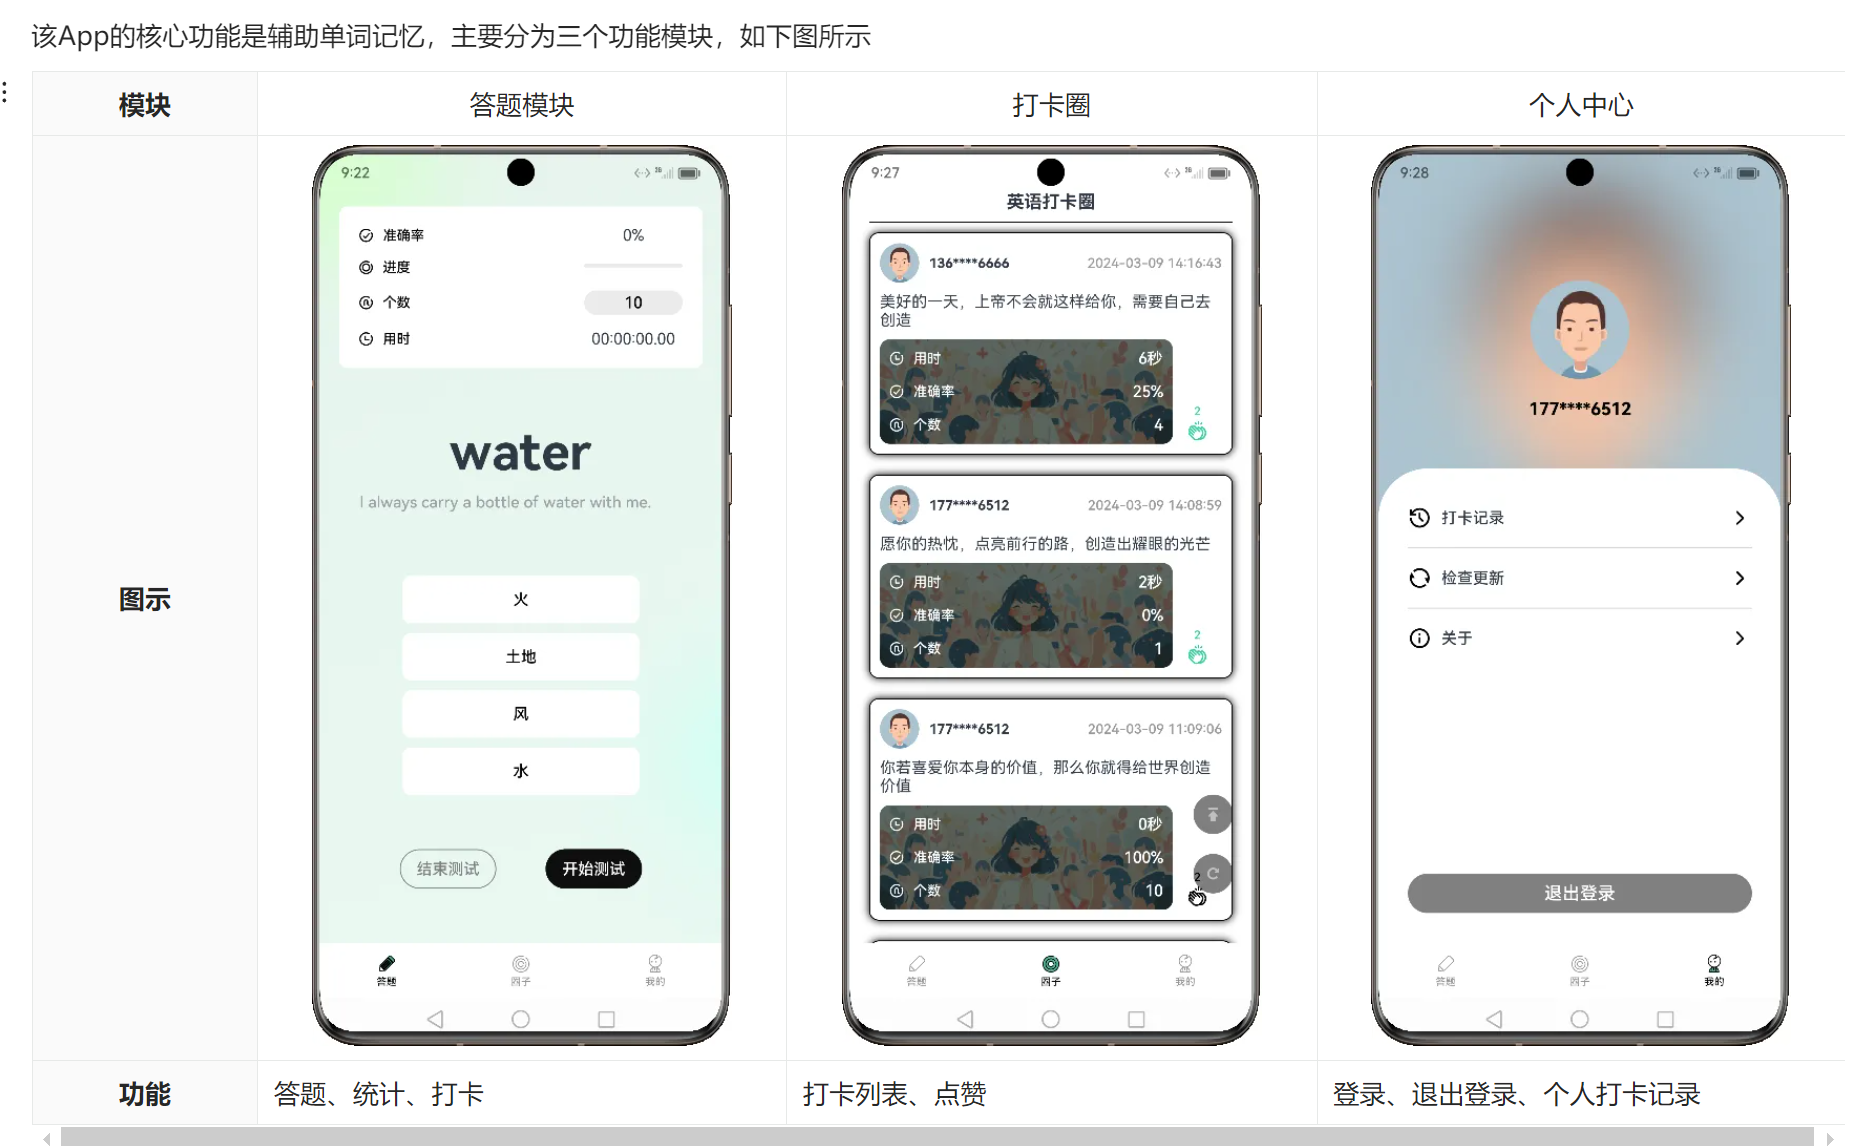 该App的核心功能是辅助单词记忆，主要分为三个功能模块，如下图所示
模块
答题模块
打卡圈
个人中心
图示
9:22
准确率
0%
进度
个数
10
用时
00:00:00.00
water
I always carry a bottle of water with me.
火
土地
风
水
结束测试
开始测试
答题
圈子
我的
9:27
英语打卡圈
136****6666
2024-03-09 14:16:43
美好的一天，上帝不会就这样给你，需要自己去
创造
用时
6秒
准确率
25%
个数
4
2
177****6512
2024-03-09 14:08:59
愿你的热忱，点亮前行的路，创造出耀眼的光芒
用时
2秒
准确率
0%
个数
1
2
177****6512
2024-03-09 11:09:06
你若喜爱你本身的价值，那么你就得给世界创造
价值
用时
0秒
准确率
100%
个数
10
2
答题
圈子
我的
9:28
177****6512
打卡记录
检查更新
关于
退出登录
答题
圈子
我的
功能
答题、统计、打卡
打卡列表、点赞
登录、退出登录、个人打卡记录